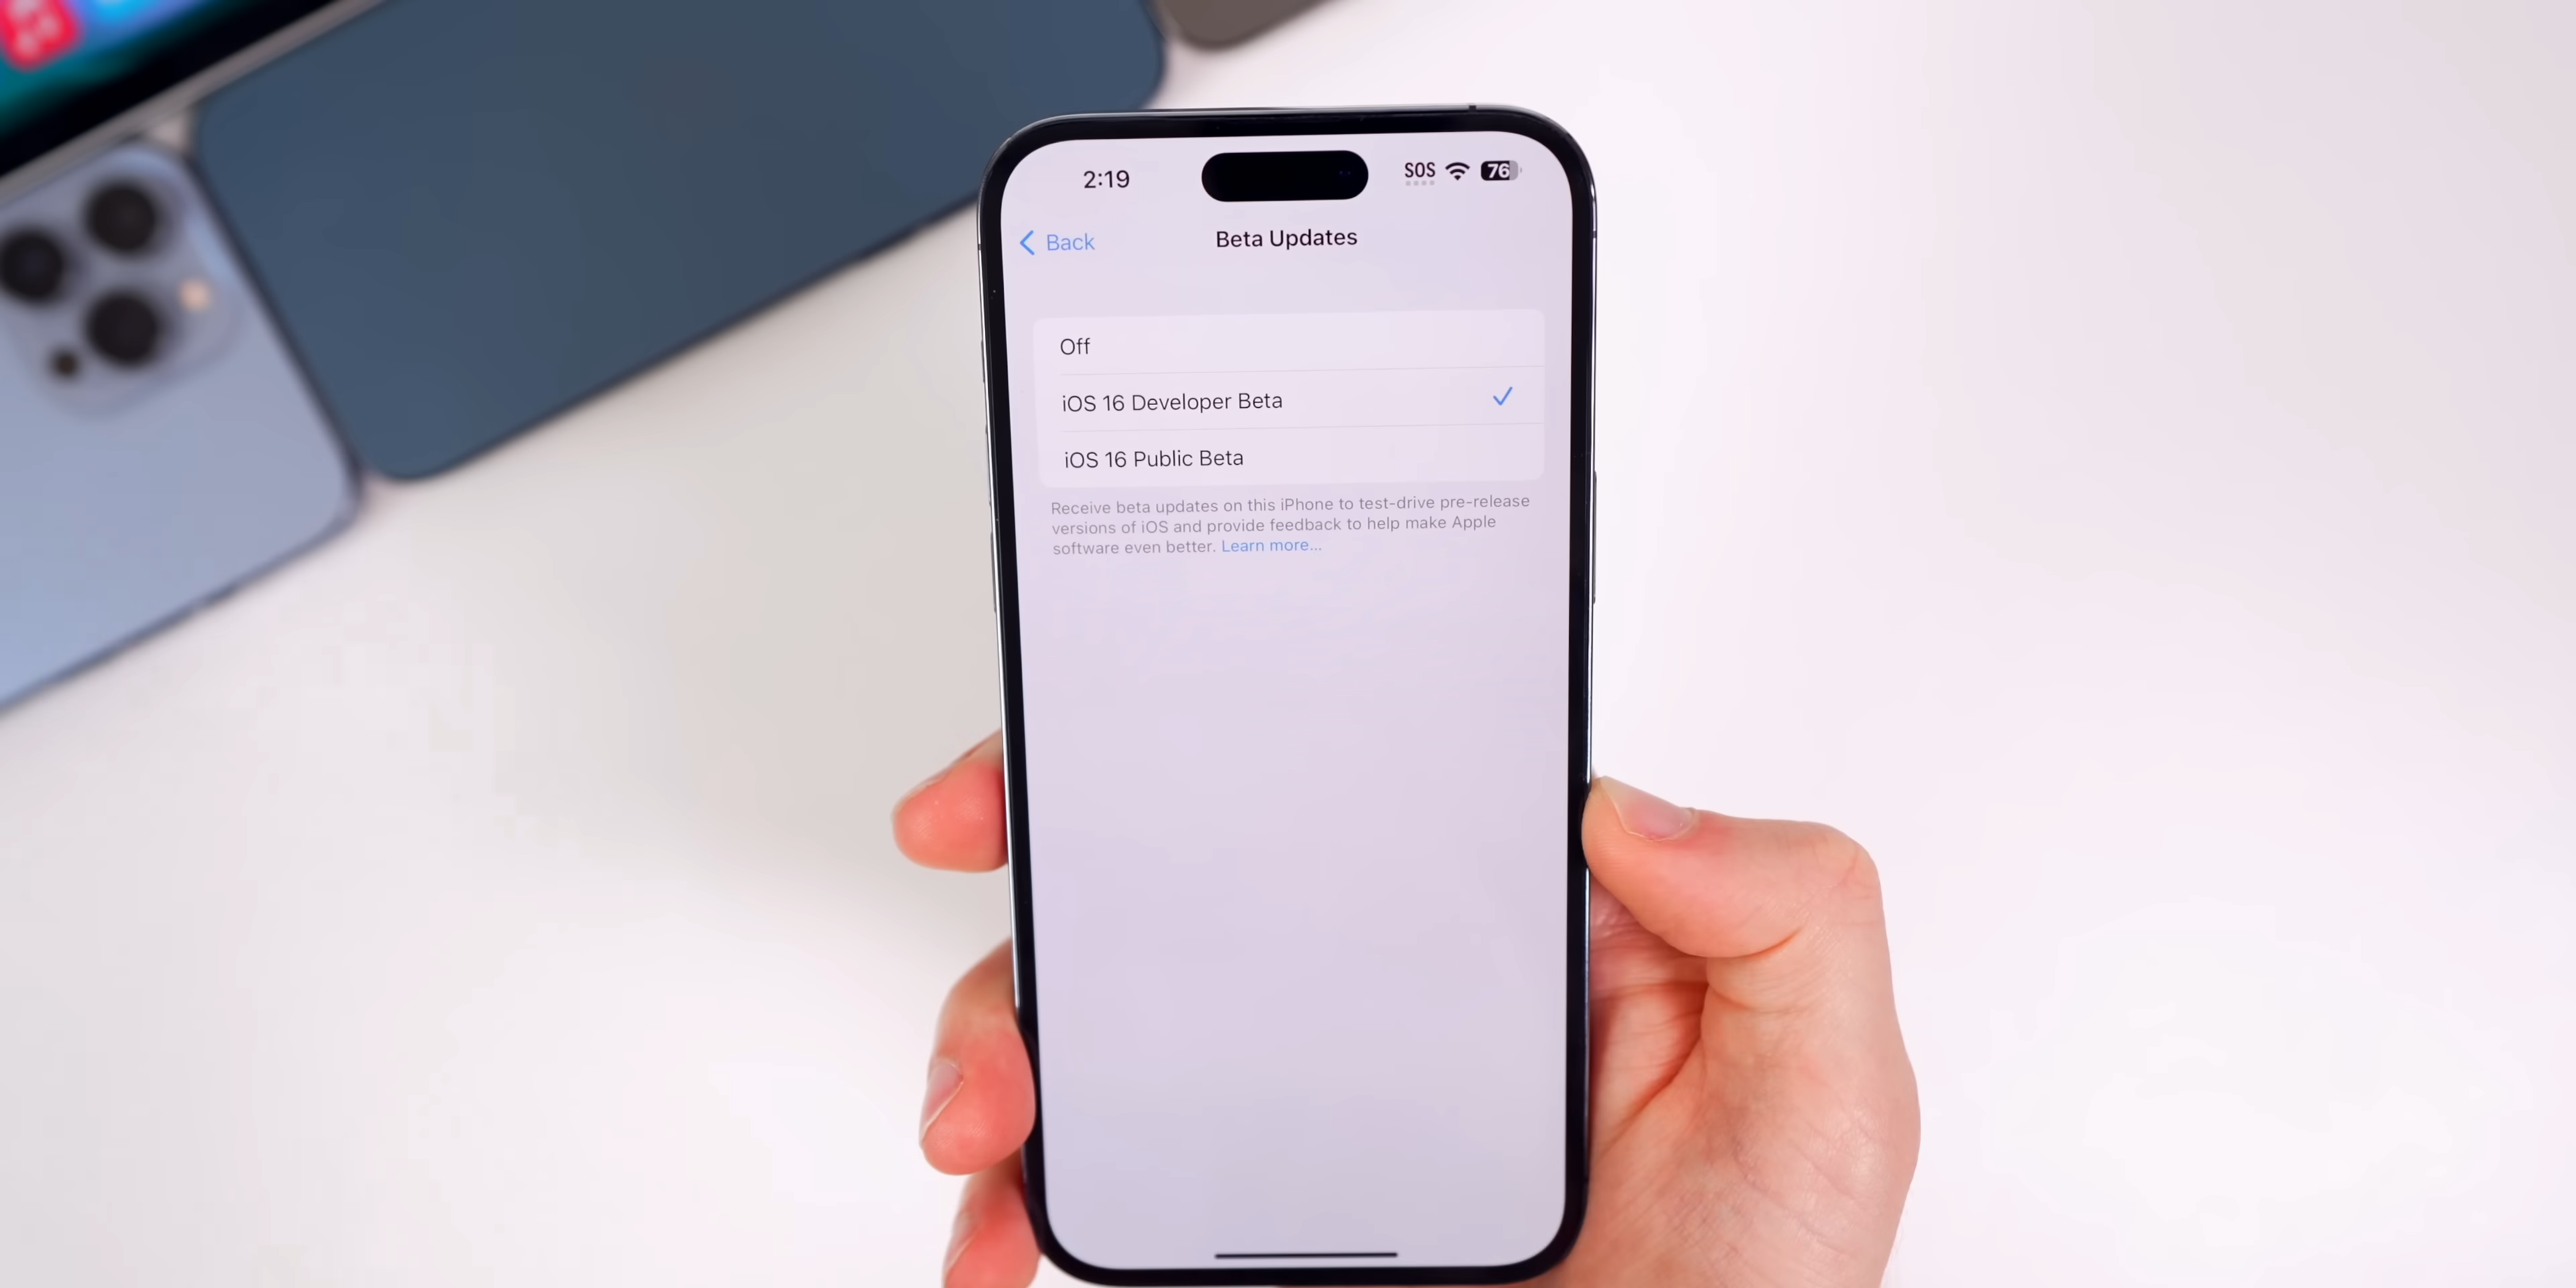 2:19
SOS
76
Back
Beta Updates
Off
iOS 16 Developer Beta
iOS 16 Public Beta
Receive beta updates on this iPhone to test-drive pre-release
versions of iOS and provide feedback to help make Apple
software even better. Learn more...